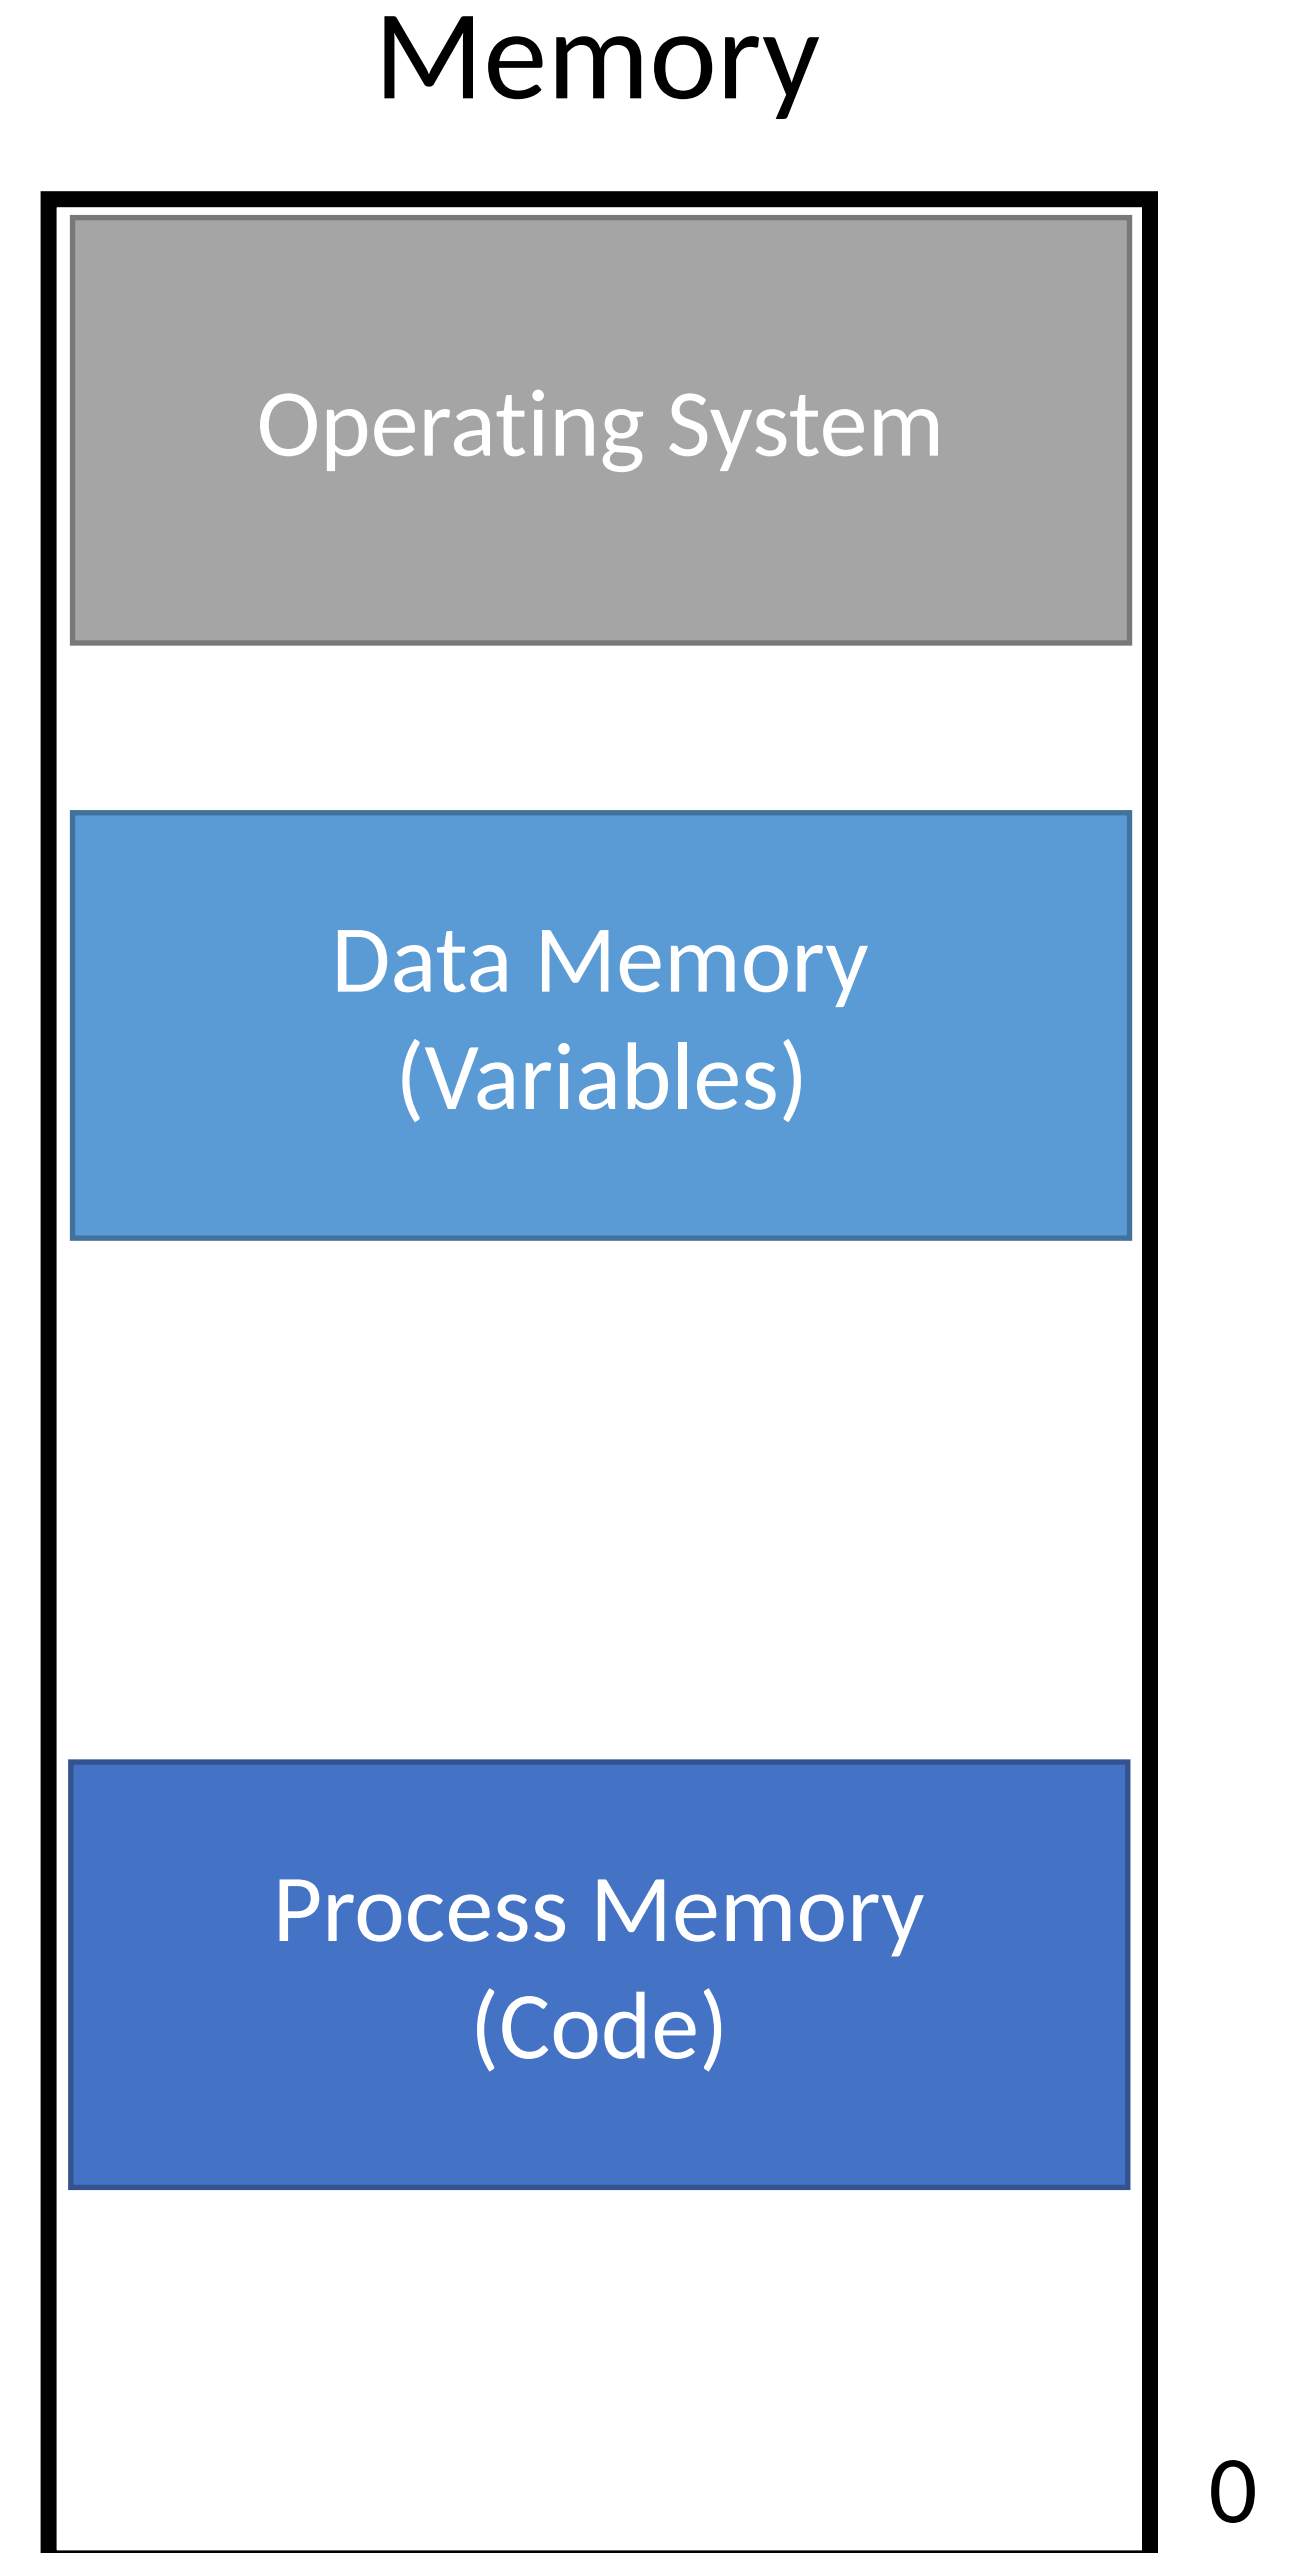 Memory
Operating System
Data Memory
(Variables)
Process Memory
(Code)
0